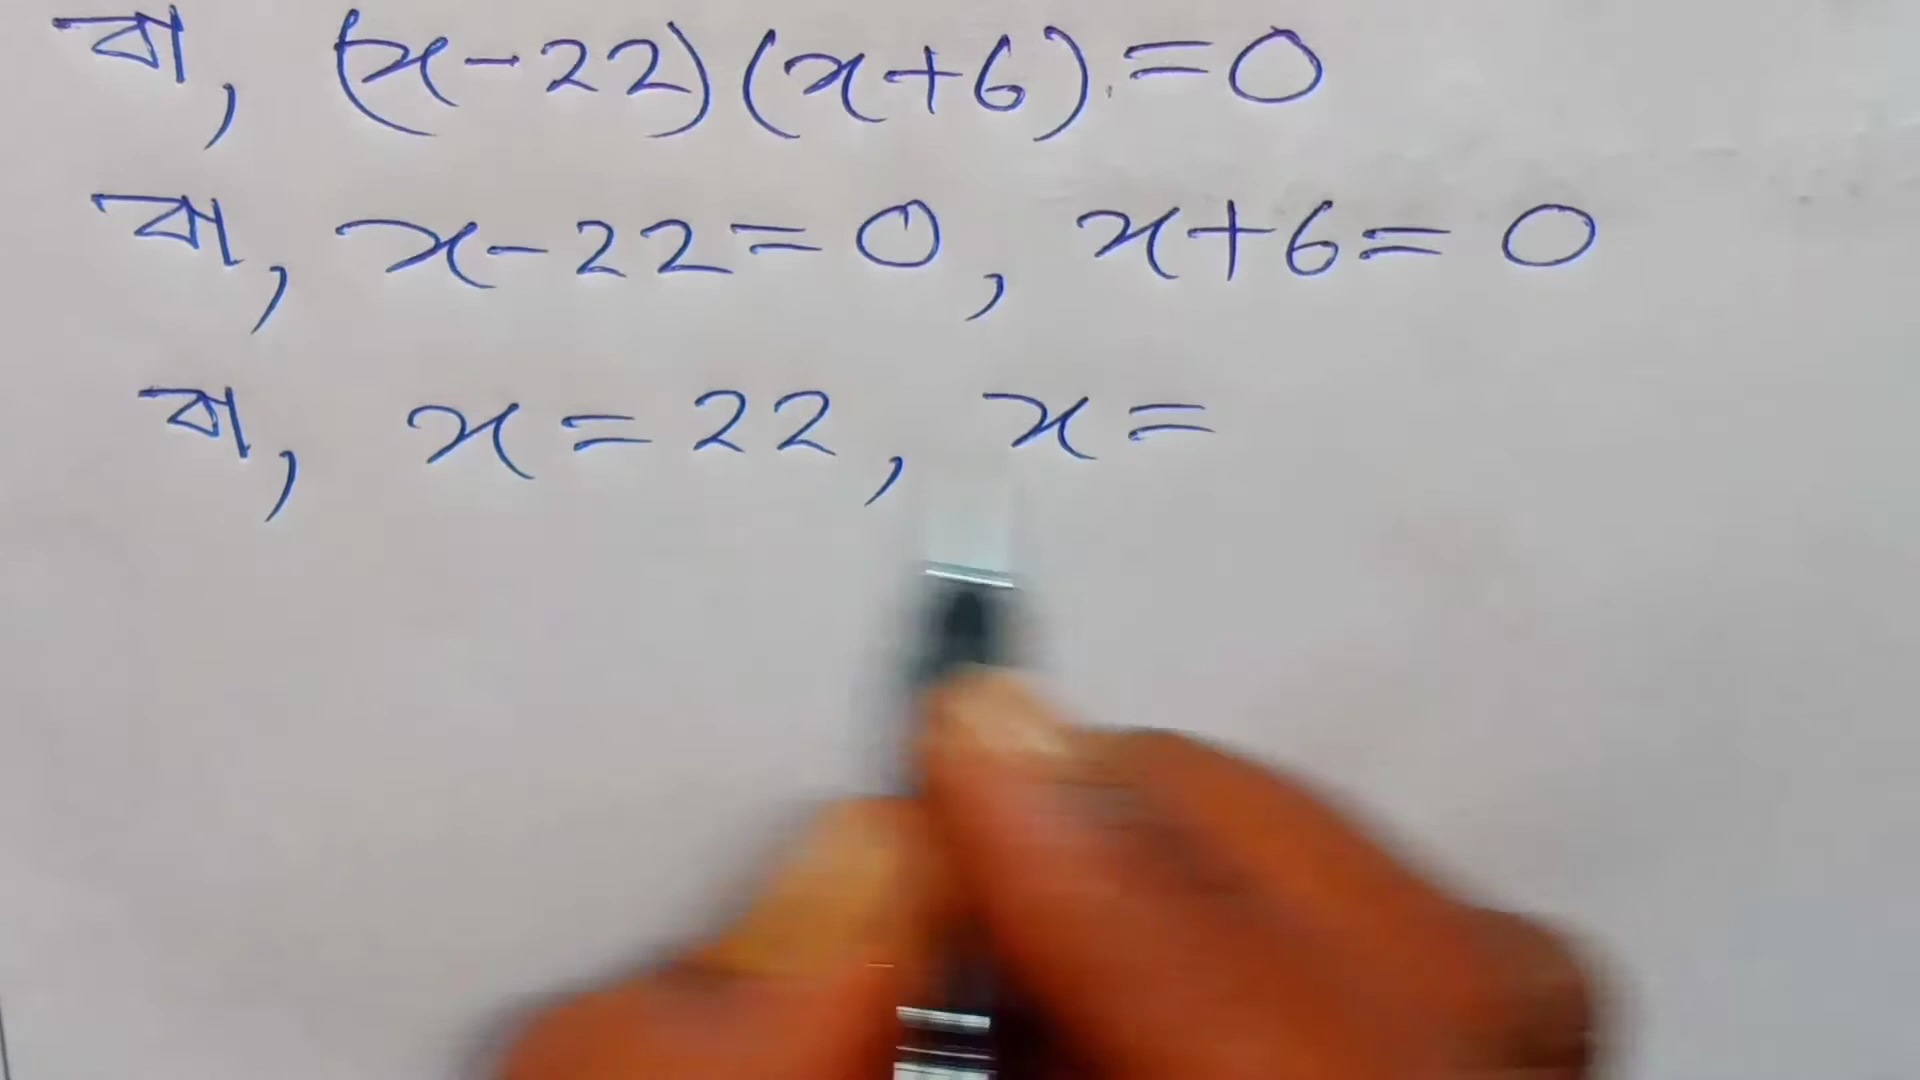 বা, (x-22)(x+6)=0
বা, x-22=0, x+6=0
বা, x=22, x=